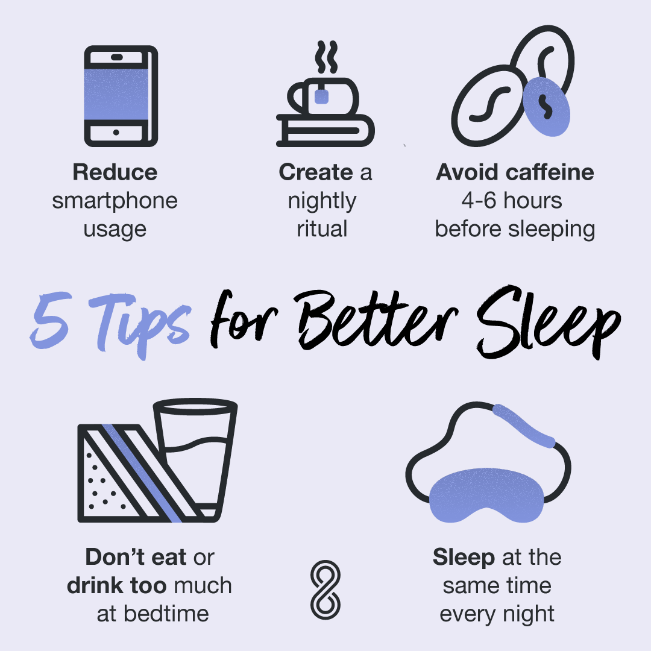 Reduce
smartphone
usage
Create a
nightly
ritual
Avoid caffeine
4-6 hours
before sleeping
5 Tips for Better Sleep
Don't eat or
drink too much
at bedtime
Sleep at the
same time
every night